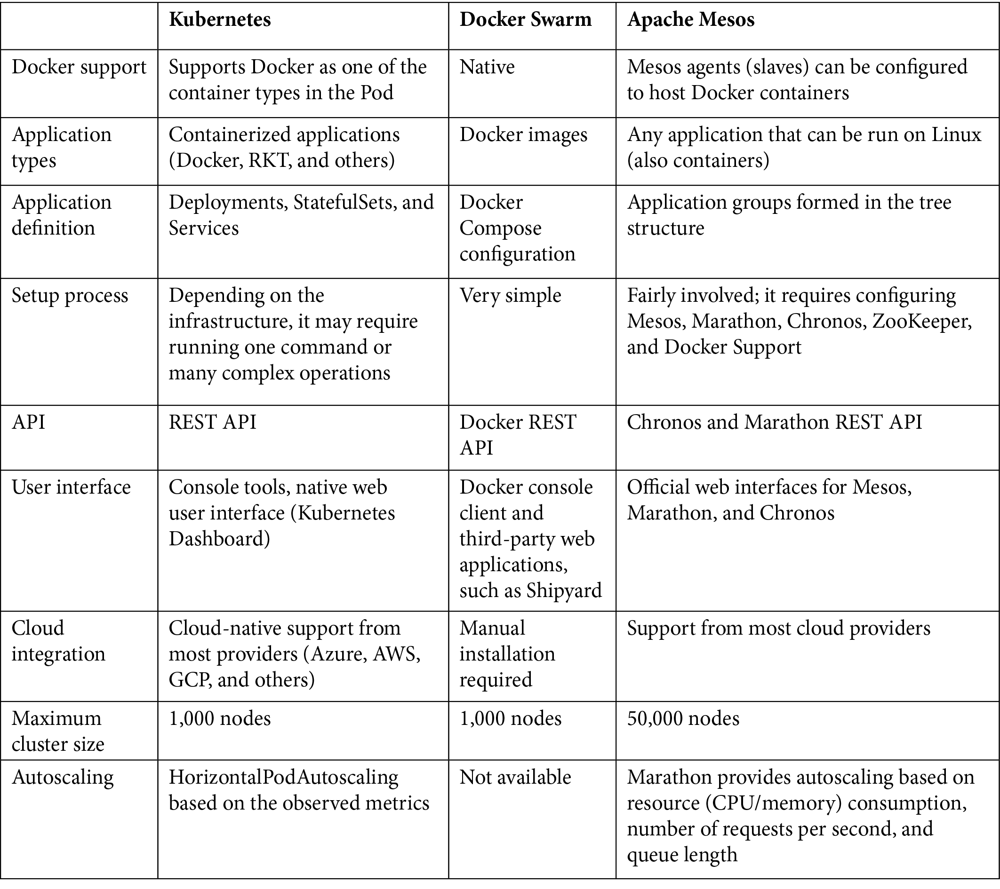 Kubernetes
Docker Swarm
Apache Mesos
Docker support
Supports Docker as one of the
container types in the Pod
Native
Mesos agents (slaves) can be configured
to host Docker containers
Application
types
Containerized applications
(Docker, RKT, and others)
Docker images
Any application that can be run on Linux
(also containers)
Application
definition
Deployments, StatefulSets, and
Services
Docker
Compose
configuration
Application groups formed in the tree
structure
Setup process
Depending on the
infrastructure, it may require
running one command or
many complex operations
Very simple
Fairly involved; it requires configuring
Mesos, Marathon, Chronos, ZooKeeper,
and Docker Support
API
REST API
Docker REST
API
Chronos and Marathon REST API
User interface
Console tools, native web
user interface (Kubernetes
Dashboard)
Docker console
client and
third-party web
applications,
such as Shipyard
Official web interfaces for Mesos,
Marathon, and Chronos
Cloud
integration
Cloud-native support from
most providers (Azure, AWS,
GCP, and others)
Manual
installation
required
Support from most cloud providers
Maximum
cluster size
1,000 nodes
1,000 nodes
50,000 nodes
Autoscaling
HorizontalPodAutoscaling
based on the observed metrics
Not available
Marathon provides autoscaling based on
resource (CPU/memory) consumption,
number of requests per second, and
queue length